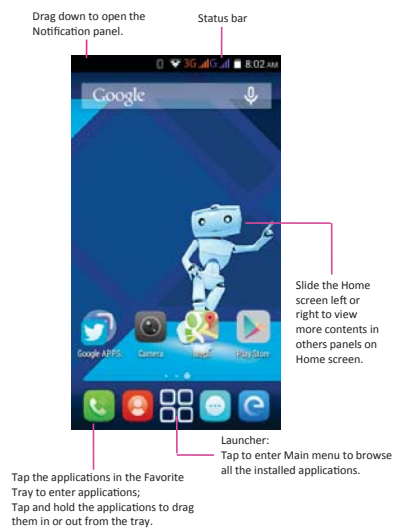 Drag down to open the
Notification panel.
Status bar
3G G 8:02 AM
Google
Slide the Home
screen left or
right to view
more contents in
others panels on
Home screen.
Google APPS Camera Maps Play Store
Launcher:
Tap to enter Main menu to browse
all the installed applications.
Tap the applications in the Favorite
Tray to enter applications;
Tap and hold the applications to drag
them in or out from the tray.